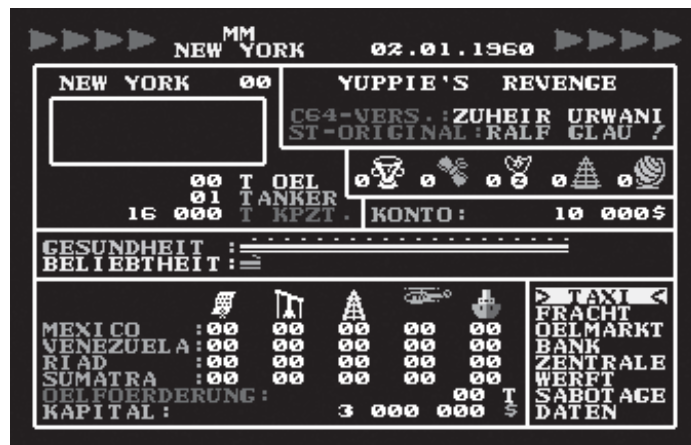 MM
NEW YORK 02.01.1960
NEW YORK 00
YUPPIE'S REVENGE
C64-VERS.:ZUHEIR URWANI
ST-ORIGINAL:RALF GLAU !
00 T OEL
01 TANKER
16 000 T KPZT.
0 0 0 0 0
KONTO: 10 000$
GESUNDHEIT :
BELIEBTHEIT:
MEXICO :00 00 00 00 00
VENEZUELA:00 00 00 00 00
RIAD :00 00 00 00 00
SUMATRA :00 00 00 00 00
OELFOERDERUNG: 00 T
KAPITAL: 3 000 000 $
> TAXI <
FRACHT
OELMARKT
BANK
ZENTRALE
WERFT
SABOTAGE
DATEN